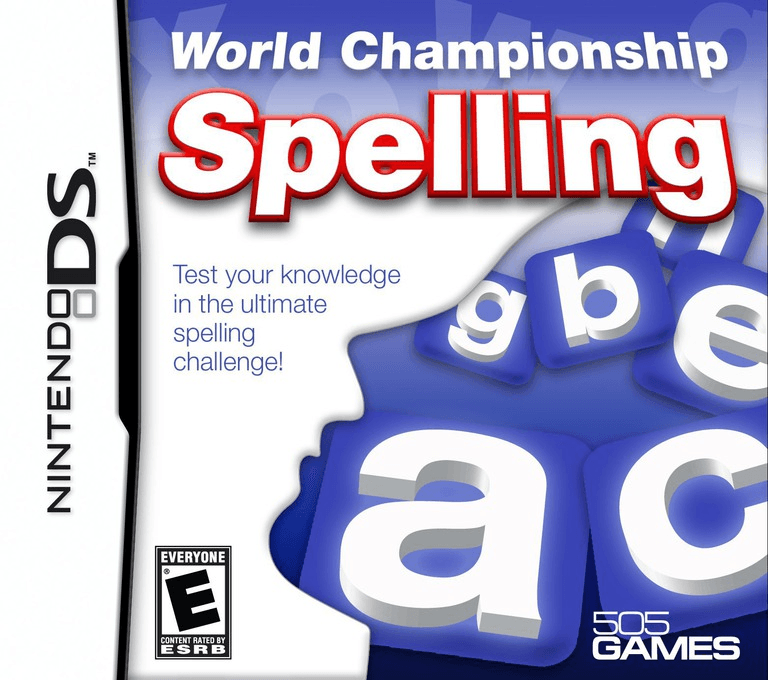 World Championship
Spelling
NINTENDO DS™
Test your knowledge
in the ultimate
spelling
challenge!
g
b
e
a
c
EVERYONE
E
®
CONTENT RATED BY
ESRB
505
GAMES